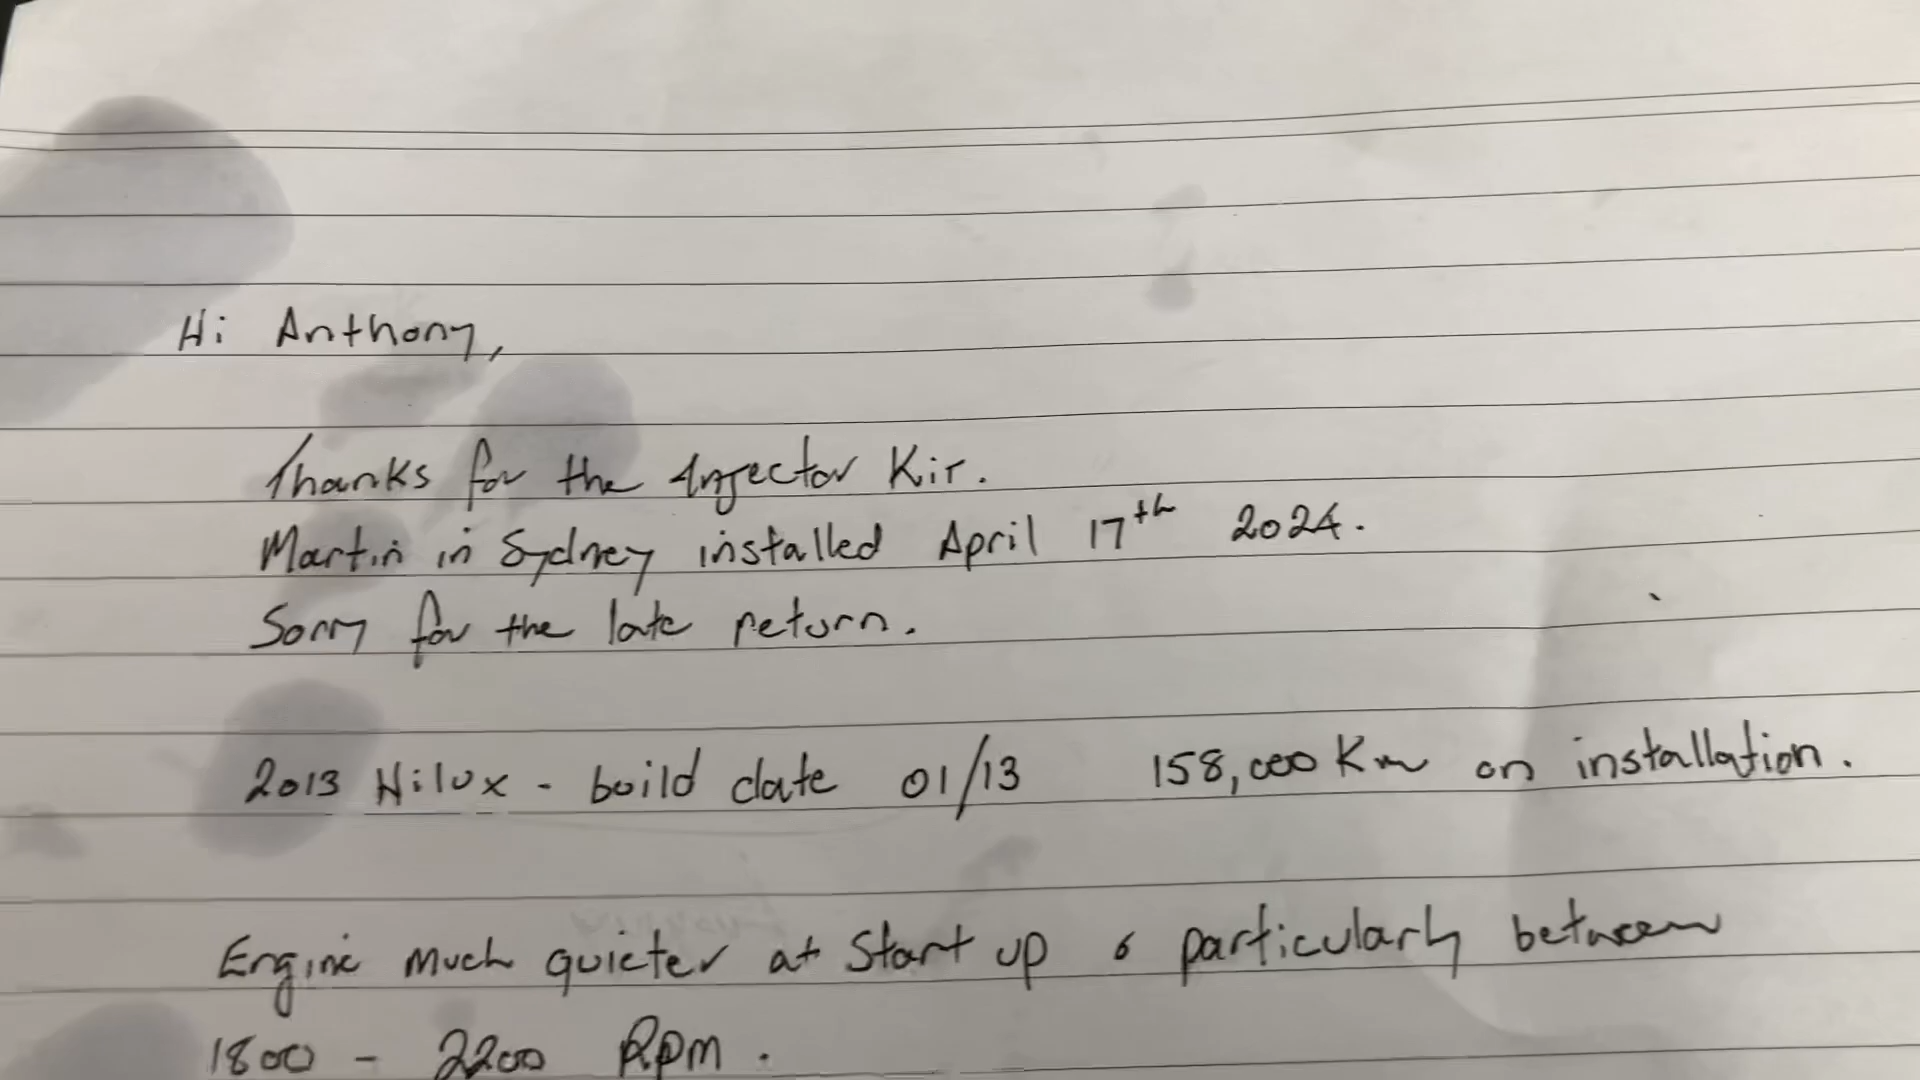 Hi Anthony,
Thanks for the Injector Kit.
Martin in Sydney installed April 17th 2024.
Sorry for the late return.
2013 Hilux - build date 01/13 158,000 Km on installation.
Engine much quieter at Start up & particularly between
1800 - 2200 Rpm.